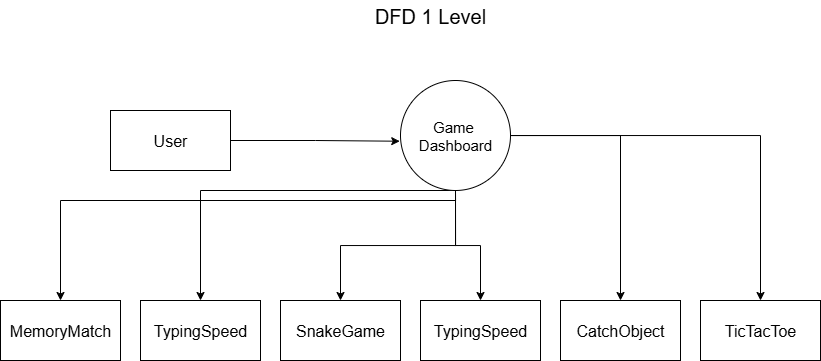 DFD 1 Level
User
Game
Dashboard
MemoryMatch
TypingSpeed
SnakeGame
TypingSpeed
CatchObject
TicTacToe